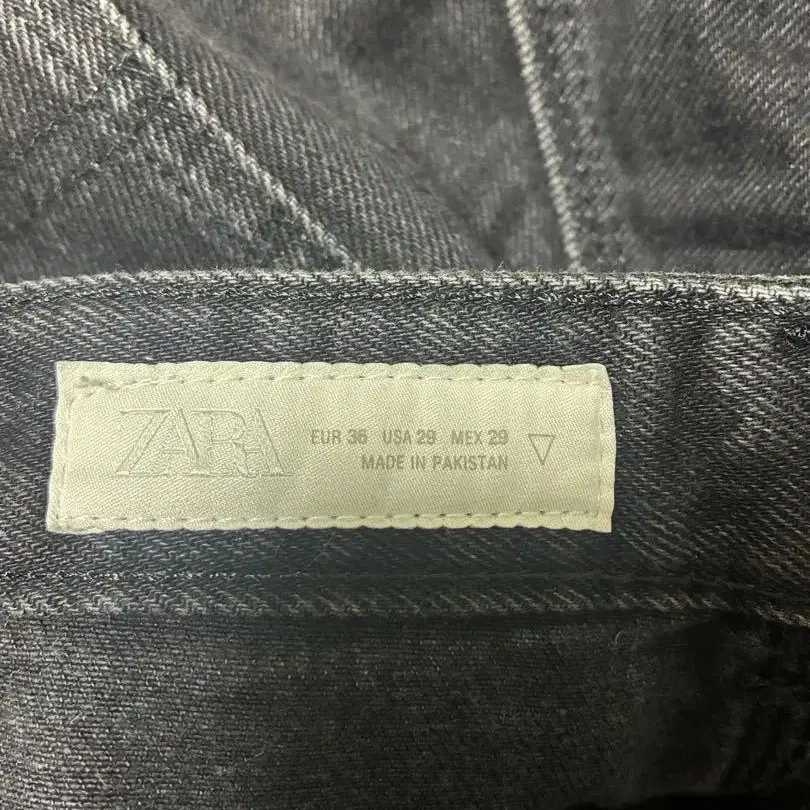 ZARA
EUR 36 USA 29 MEX 29
MADE IN PAKISTAN